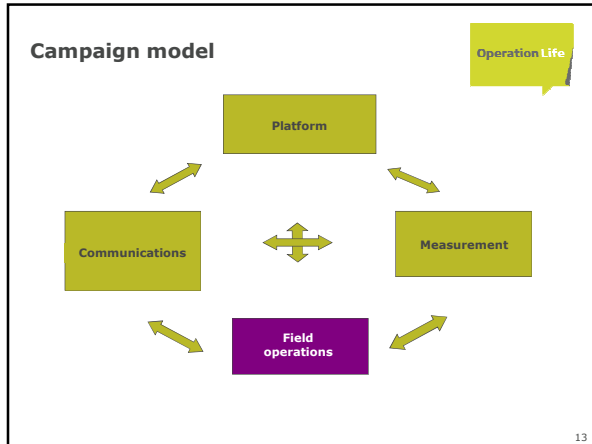 Campaign model
Operation Life
Platform
Communications
Measurement
Field
operations
13